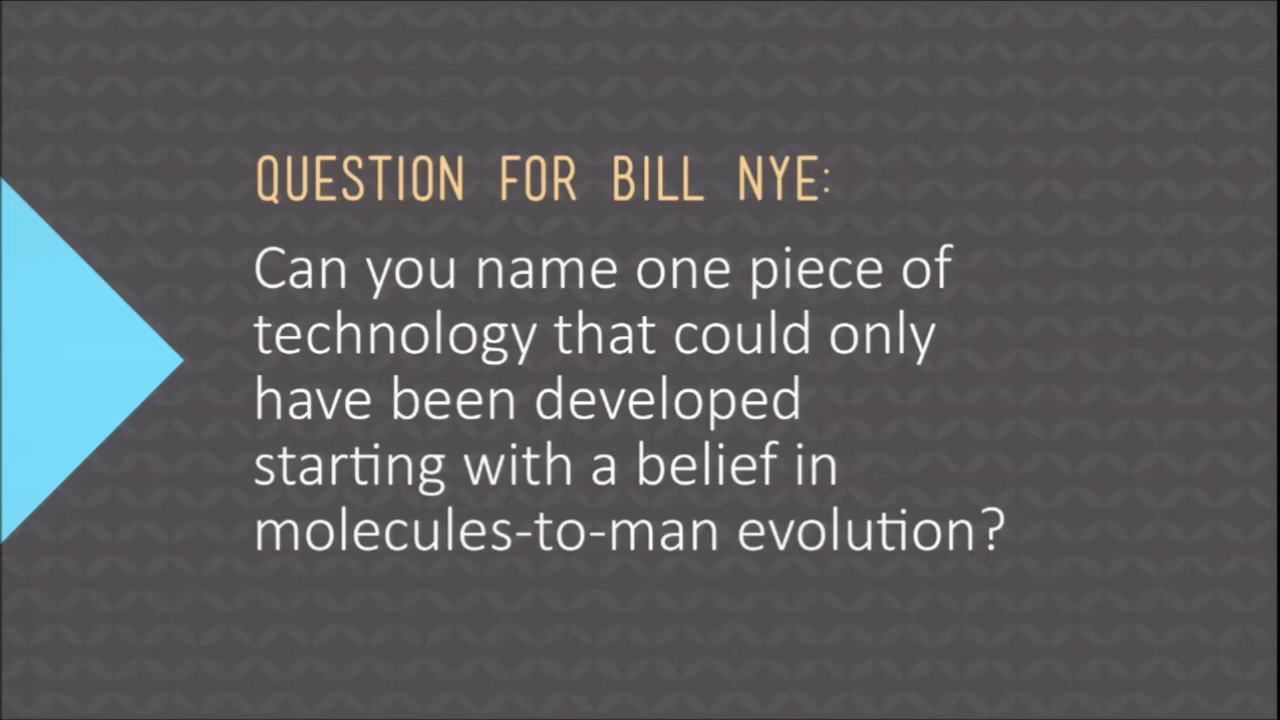 QUESTION FOR BILL NYE:
Can you name one piece of
technology that could only
have been developed
starting with a belief in
molecules-to-man evolution?